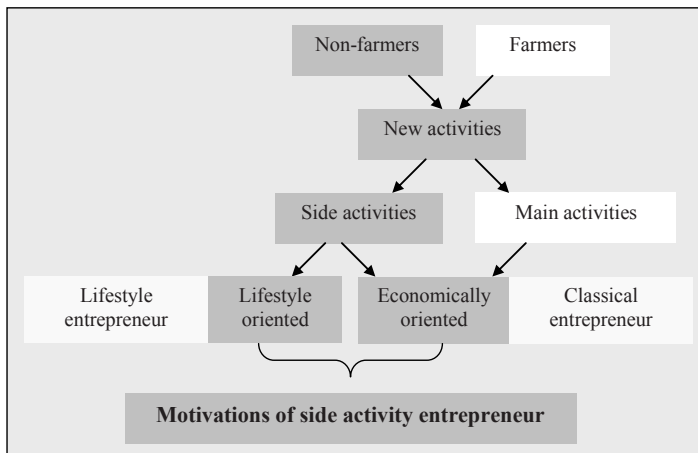 Non-farmers
Farmers
New activities
Side activities
Main activities
Lifestyle
entrepreneur
Lifestyle
oriented
Economically
oriented
Classical
entrepreneur
Motivations of side activity entrepreneur